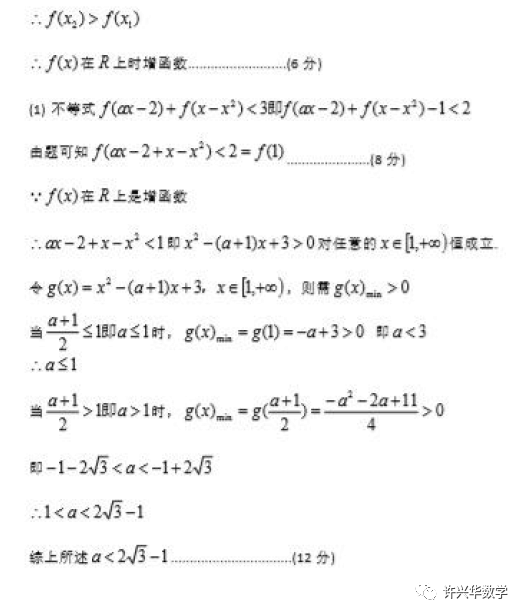 ∴ f(x₂) > f(x₁)
∴ f(x)在R上时增函数..........................(6 分)
(1) 不等式 f(ax−2)+f(x−x²)<3即f(ax−2)+f(x−x²)−1<2
由题可知 f(ax−2+x−x²)<2=f(1)......................(8 分)
∵ f(x)在R上是增函数
∴ax−2+x−x²<1即 x²−(a+1)x+3>0对任意的 x∈[1,+∞)恒成立.
令 g(x)=x²−(a+1)x+3，x∈[1,+∞)，则需 g(x)min>0
当 (a+1)/2≤1即a≤1时，g(x)min=g(1)=−a+3>0 即 a<3
∴a≤1
当 (a+1)/2>1即a>1时，g(x)min=g((a+1)/2)=(−a²−2a+11)/4>0
即 −1−2√3<a<−1+2√3
∴1<a<2√3−1
综上所述 a<2√3−1................................(12 分)
许兴华数学